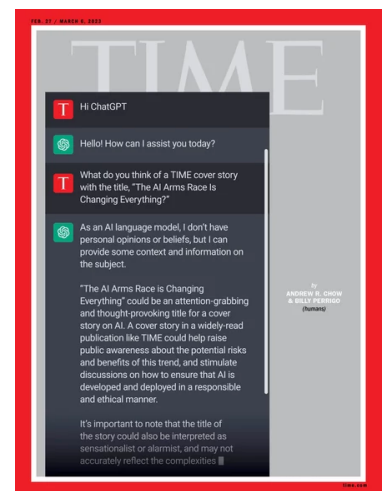 FEB. 27 / MARCH 6, 2023
TIME
T
Hi ChatGPT
Hello! How can I assist you today?
T
What do you think of a TIME cover story
with the title, “The AI Arms Race Is
Changing Everything?”
As an AI language model, I don’t have
personal opinions or beliefs, but I can
provide some context and information on
the subject.
“The AI Arms Race is Changing
Everything” could be an attention-grabbing
and thought-provoking title for a cover
story on AI. A cover story in a widely-read
publication like TIME could help raise
public awareness about the potential risks
and benefits of this trend, and stimulate
discussions on how to ensure that AI is
developed and deployed in a responsible
and ethical manner.
It’s important to note that the title of
the story could also be interpreted as
sensationalist or alarmist, and may not
accurately reflect the complexities
by
ANDREW R. CHOW
& BILLY PERRIGO
(humans)
TIME.COM